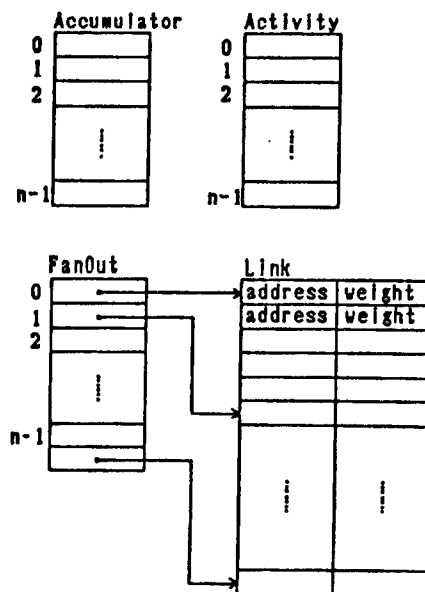 Accumulator Activity
0 0
1 1
2 2
n-1 n-1
FanOut Link
0 address weight
1 address weight
2
n-1